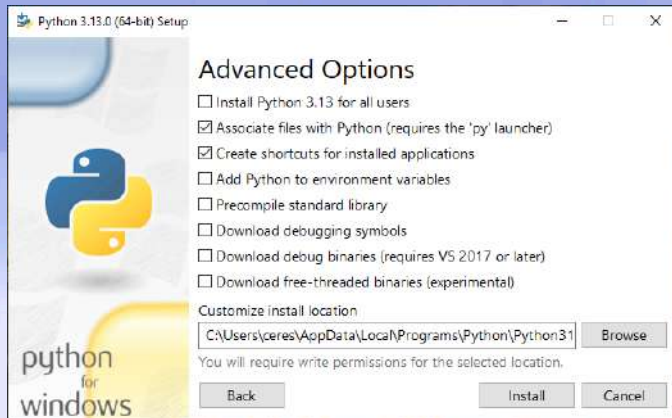 Python 3.13.0 (64-bit) Setup
Advanced Options
Install Python 3.13 for all users
Associate files with Python (requires the 'py' launcher)
Create shortcuts for installed applications
Add Python to environment variables
Precompile standard library
Download debugging symbols
Download debug binaries (requires VS 2017 or later)
Download free-threaded binaries (experimental)
Customize install location
C:\Users\ceres\AppData\Local\Programs\Python\Python31
Browse
You will require write permissions for the selected location.
python
for
windows
Back
Install
Cancel